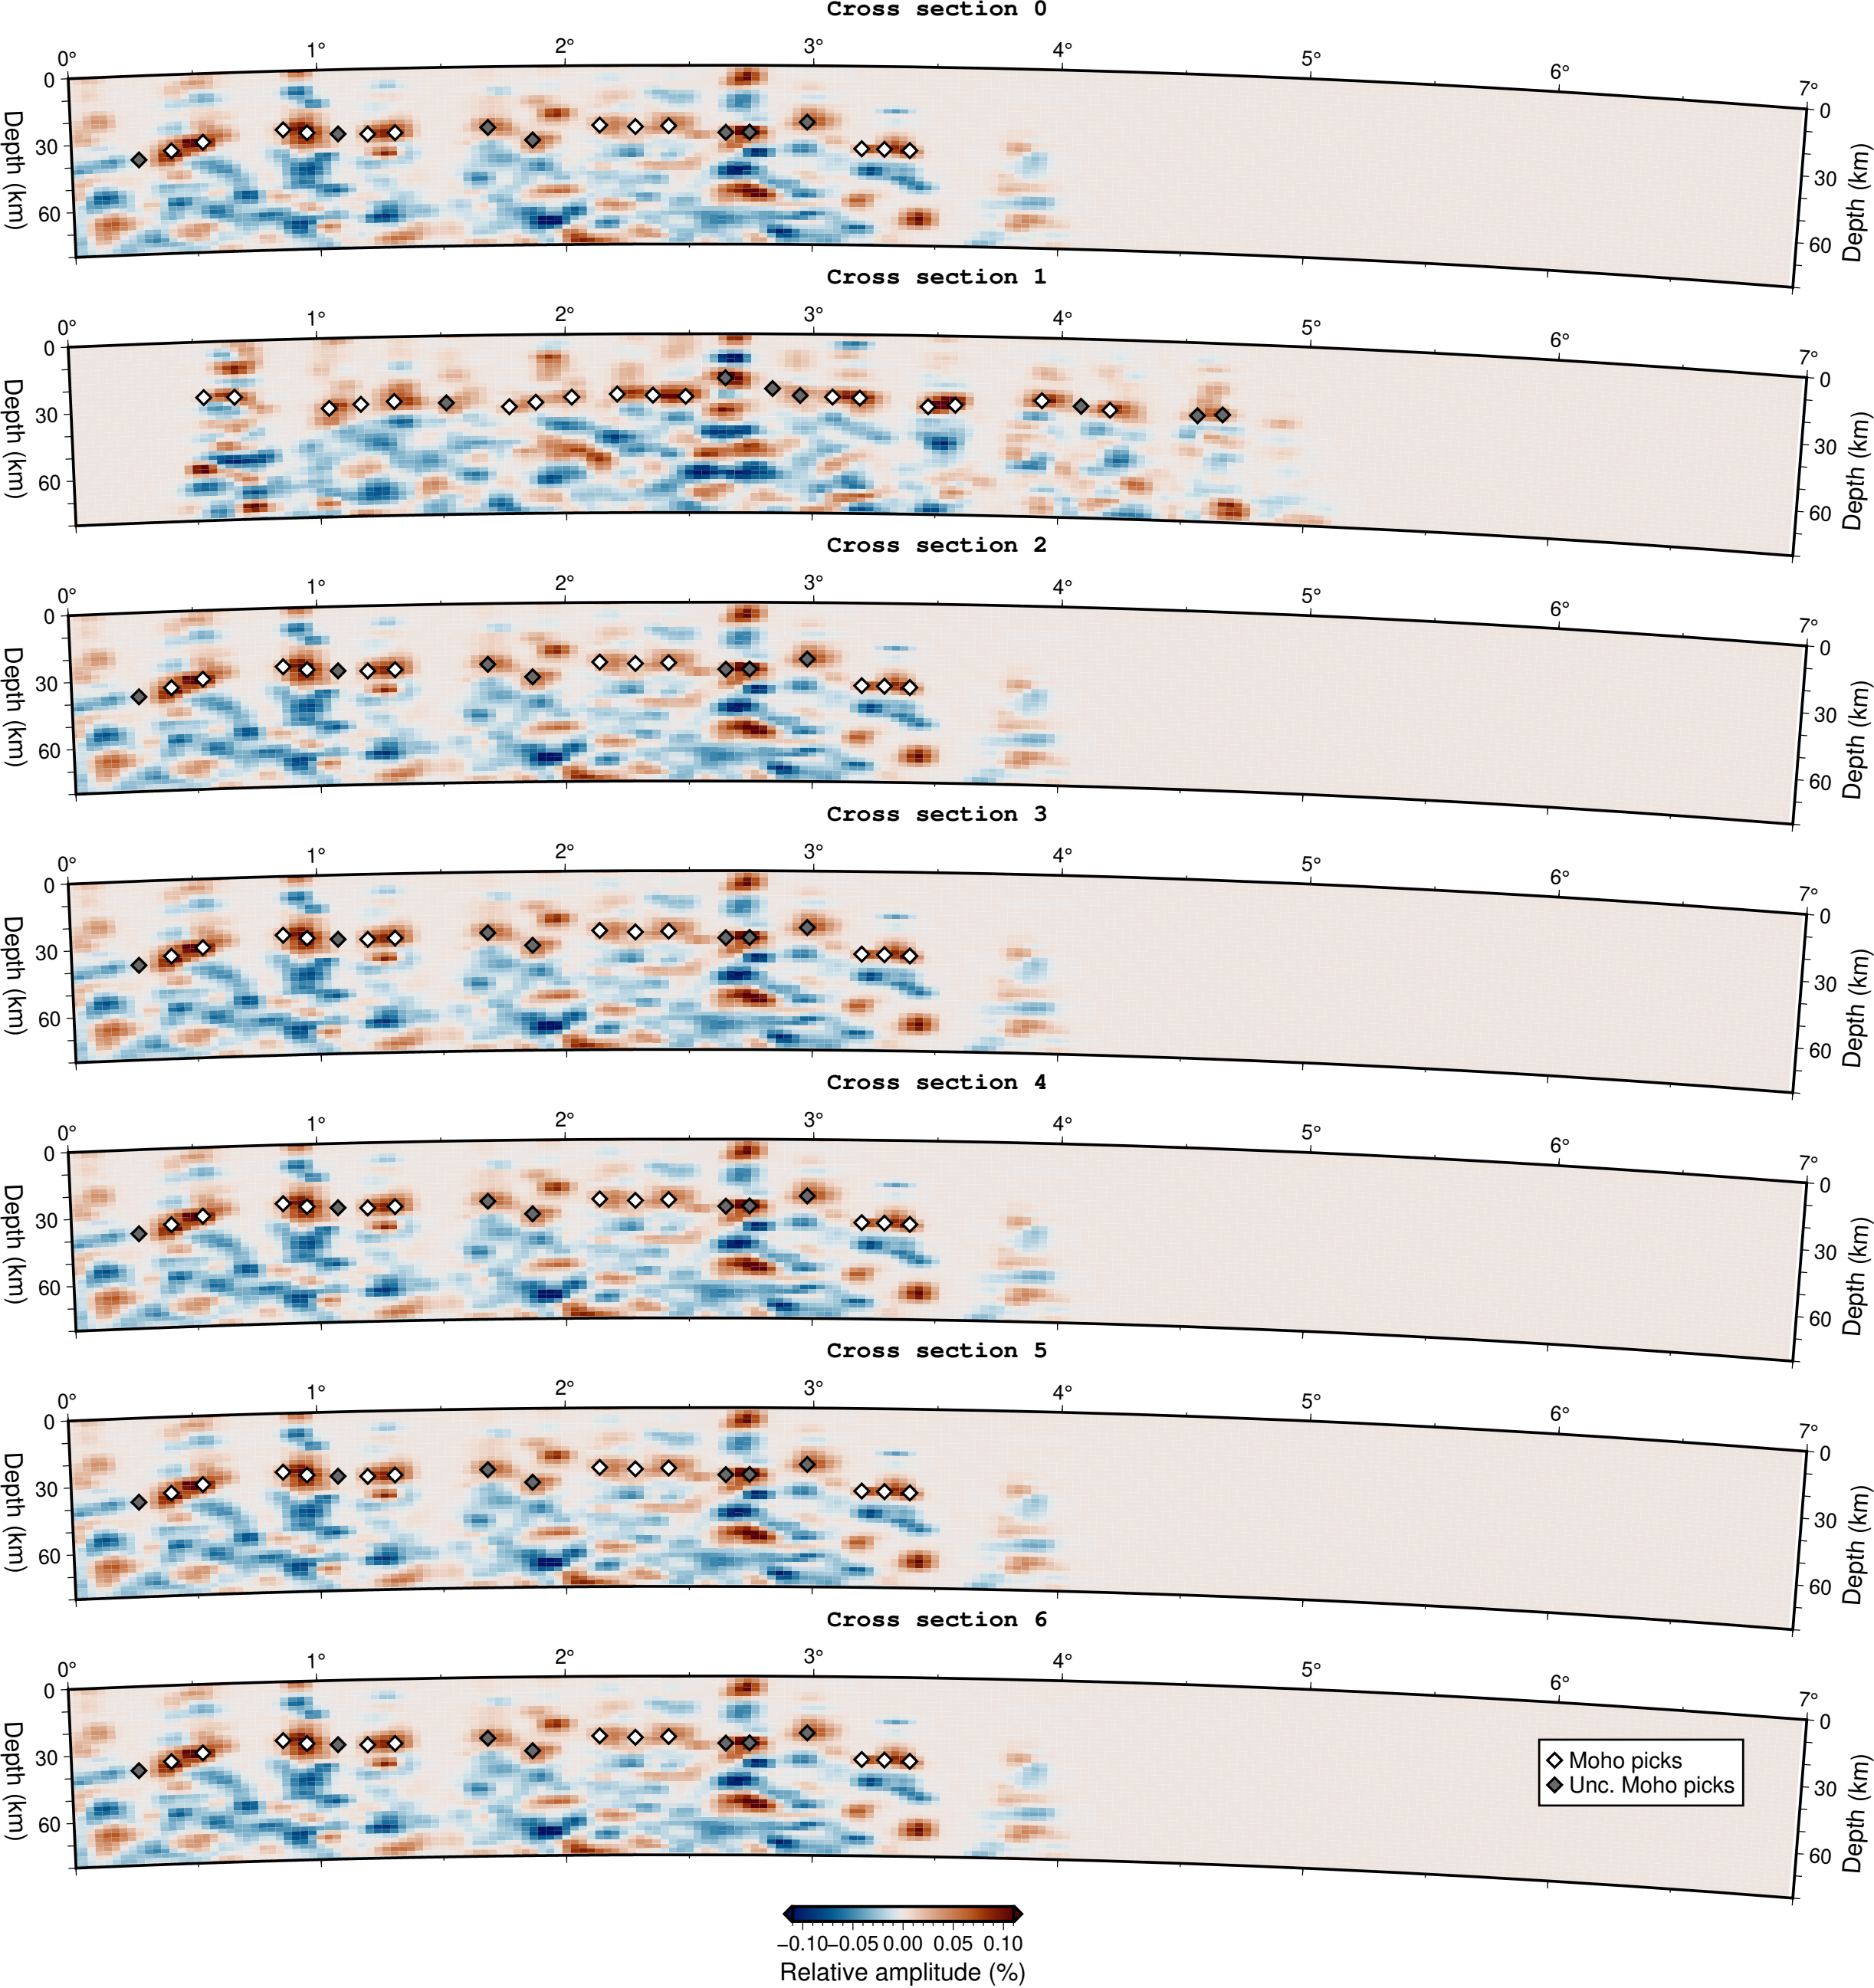 Cross section 0
0° 1° 2° 3° 4° 5° 6° 7°
0 30 60 Depth (km)
0 30 60 Depth (km)
Cross section 1
0° 1° 2° 3° 4° 5° 6° 7°
0 30 60 Depth (km)
0 30 60 Depth (km)
Cross section 2
0° 1° 2° 3° 4° 5° 6° 7°
0 30 60 Depth (km)
0 30 60 Depth (km)
Cross section 3
0° 1° 2° 3° 4° 5° 6° 7°
0 30 60 Depth (km)
0 30 60 Depth (km)
Cross section 4
0° 1° 2° 3° 4° 5° 6° 7°
0 30 60 Depth (km)
0 30 60 Depth (km)
Cross section 5
0° 1° 2° 3° 4° 5° 6° 7°
0 30 60 Depth (km)
0 30 60 Depth (km)
Cross section 6
0° 1° 2° 3° 4° 5° 6° 7°
0 30 60 Depth (km)
0 30 60 Depth (km)
Moho picks
Unc. Moho picks
−0.10 −0.05 0.00 0.05 0.10
Relative amplitude (%)